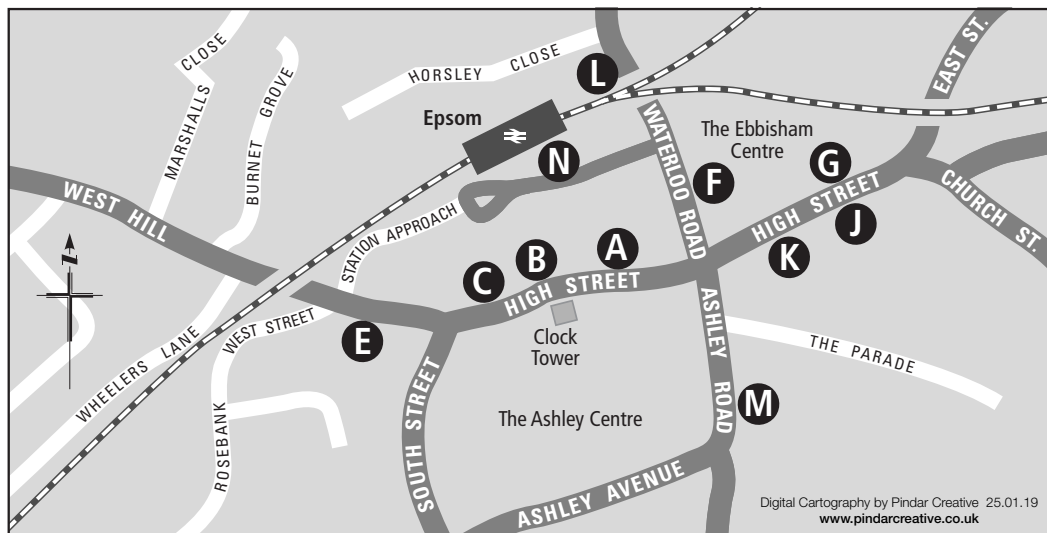 MARSHALLS CLOSE
BURNET GROVE
HORSLEY CLOSE
L
EAST ST.
Epsom
N
WATERLOO ROAD
The Ebbisham
Centre
F
G
HIGH STREET
J
K
CHURCH ST.
WEST HILL
N
STATION APPROACH
A
B
C
HIGH STREET
Clock
Tower
E
WEST STREET
WHEELERS LANE
ROSEBANK
SOUTH STREET
The Ashley Centre
ASHLEY ROAD
THE PARADE
M
ASHLEY AVENUE
Digital Cartography by Pindar Creative 25.01.19
www.pindarcreative.co.uk